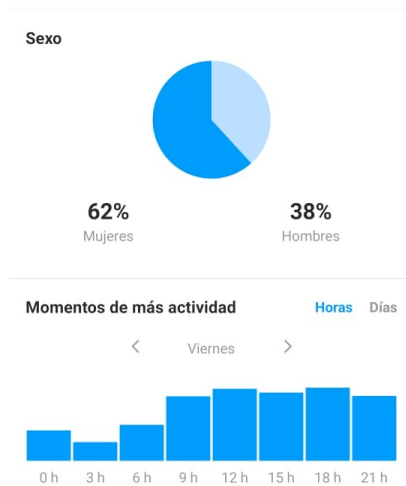 Sexo
62% 38%
Mujeres Hombres
Momentos de más actividad Horas Días
Viernes
0 h 3 h 6 h 9 h 12 h 15 h 18 h 21 h